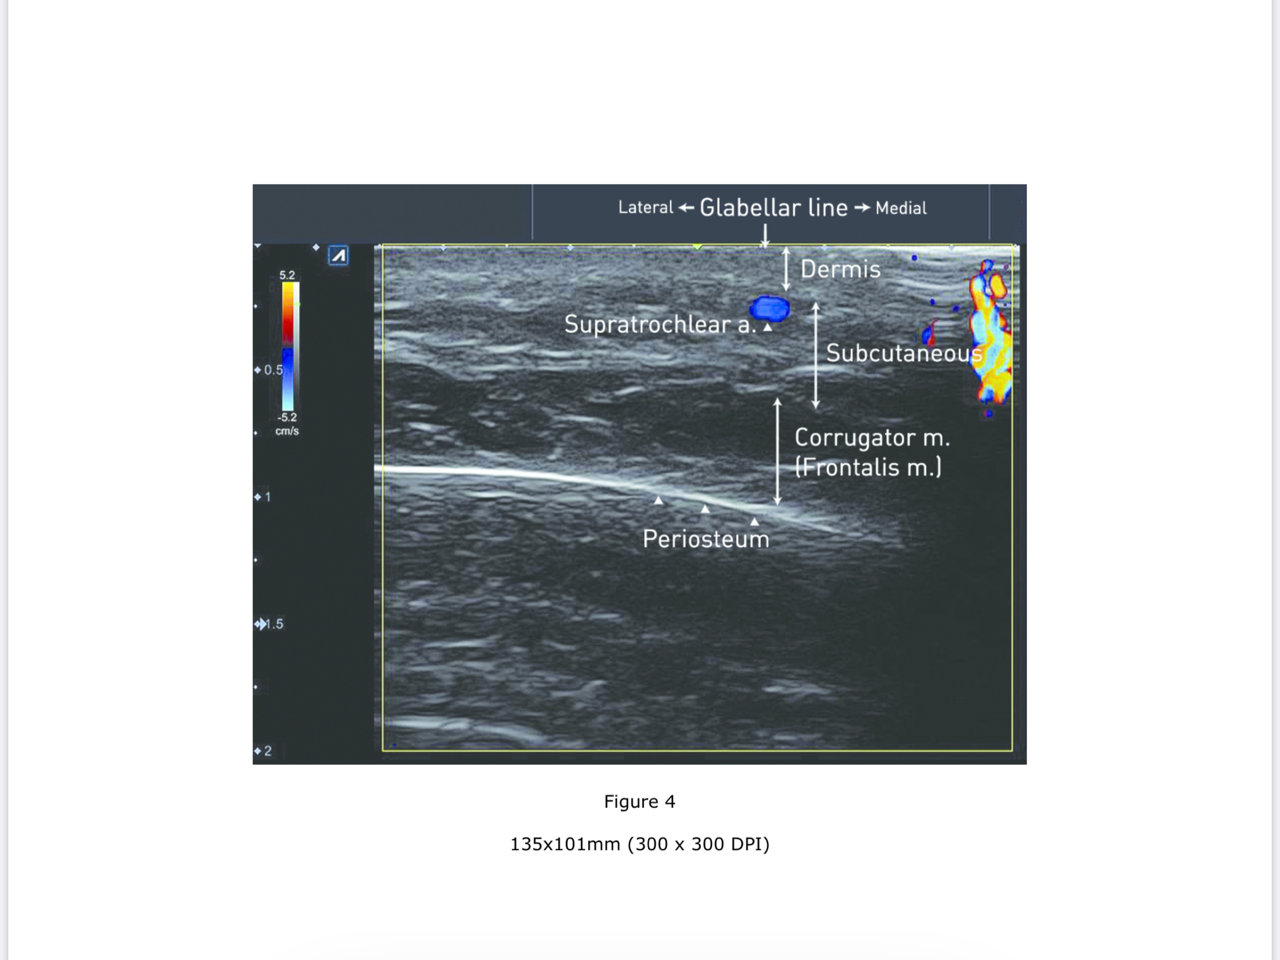 Lateral ← Glabellar line → Medial
Dermis
5.2
Supratrochlear a.
Subcutaneous
0.5
-5.2
cm/s
Corrugator m.
(Frontalis m.)
1
Periosteum
1.5
2
Figure 4
135x101mm (300 x 300 DPI)